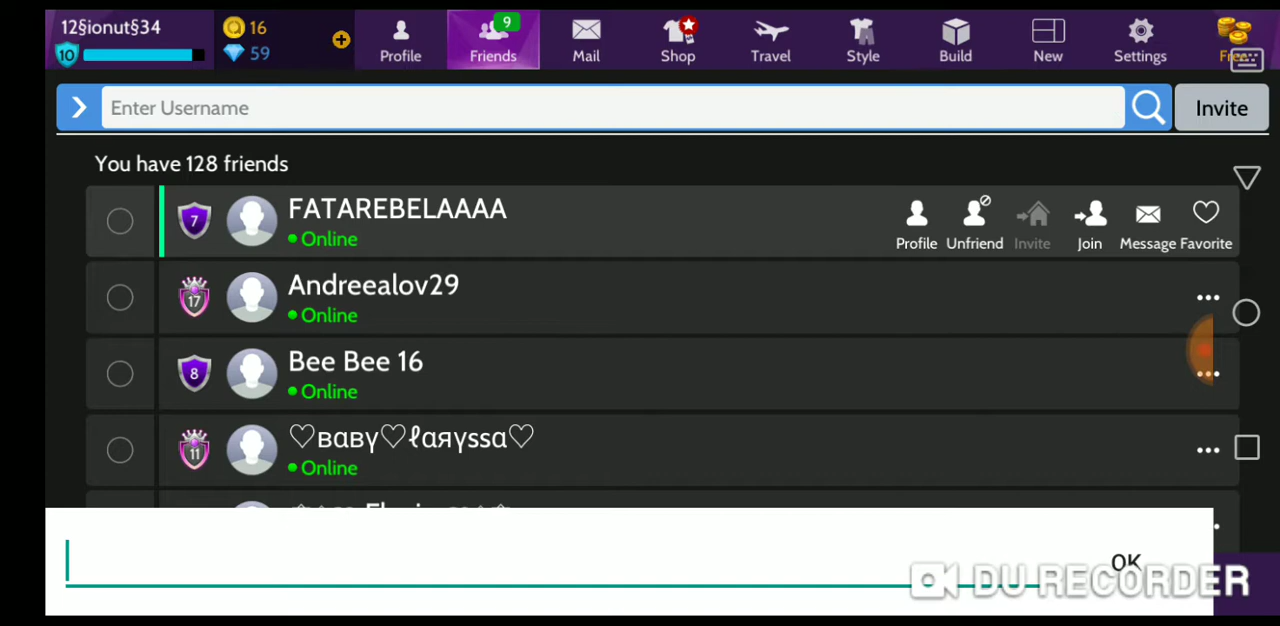 12§ionut§34
16
10
59
9
Profile
Friends
Mail
Shop
Travel
Style
Build
New
Settings
Enter Username
Invite
You have 128 friends
7
FATAREBELAAAA
Online
Profile
Unfriend
Invite
Join
Message
Favorite
17
Andreealov29
Online
8
Bee Bee 16
Online
11
♡вaвγ♡ℓαяγѕѕα♡
Online
OK
DU RECORDER